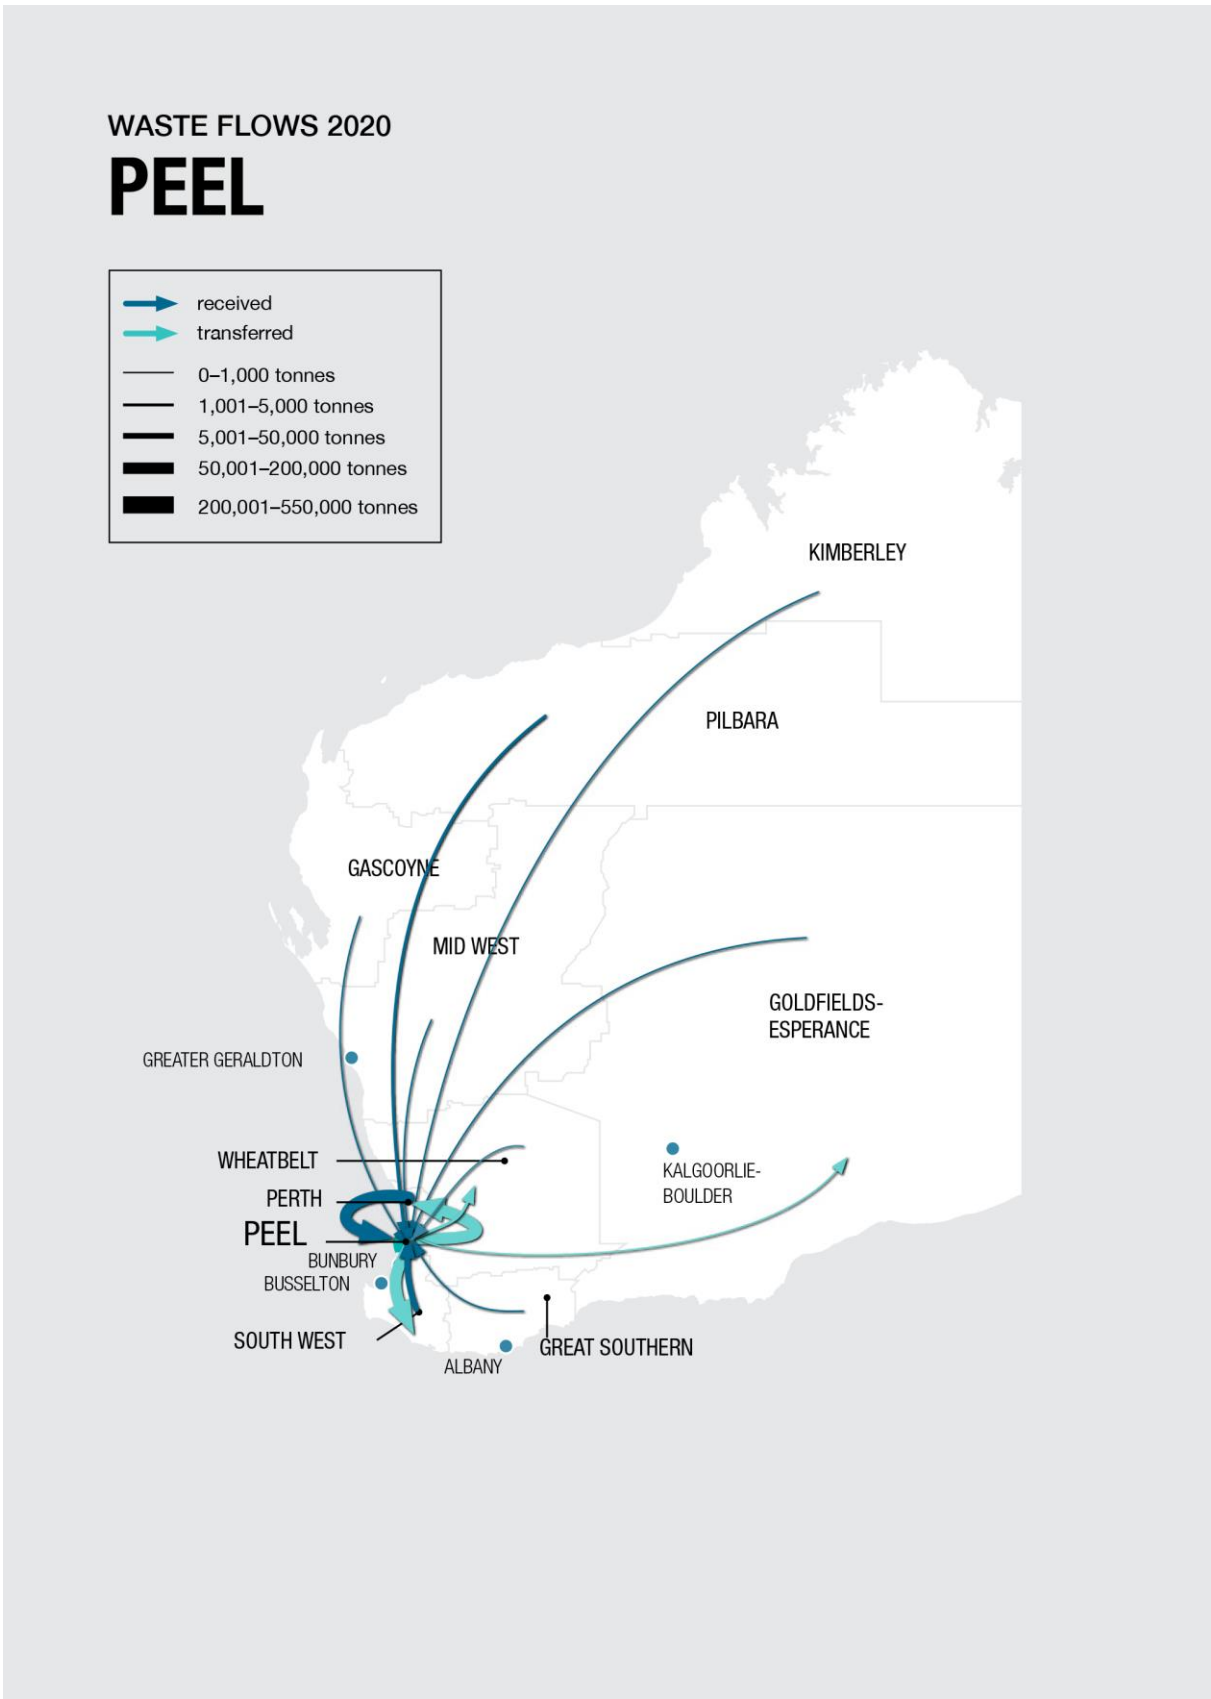 WASTE FLOWS 2020
PEEL
received
transferred
0–1,000 tonnes
1,001–5,000 tonnes
5,001–50,000 tonnes
50,001–200,000 tonnes
200,001–550,000 tonnes
KIMBERLEY
PILBARA
GASCOYNE
MID WEST
GOLDFIELDS-
ESPERANCE
GREATER GERALDTON
WHEATBELT
KALGOORLIE-
BOULDER
PERTH
PEEL
BUNBURY
BUSSELTON
SOUTH WEST
GREAT SOUTHERN
ALBANY